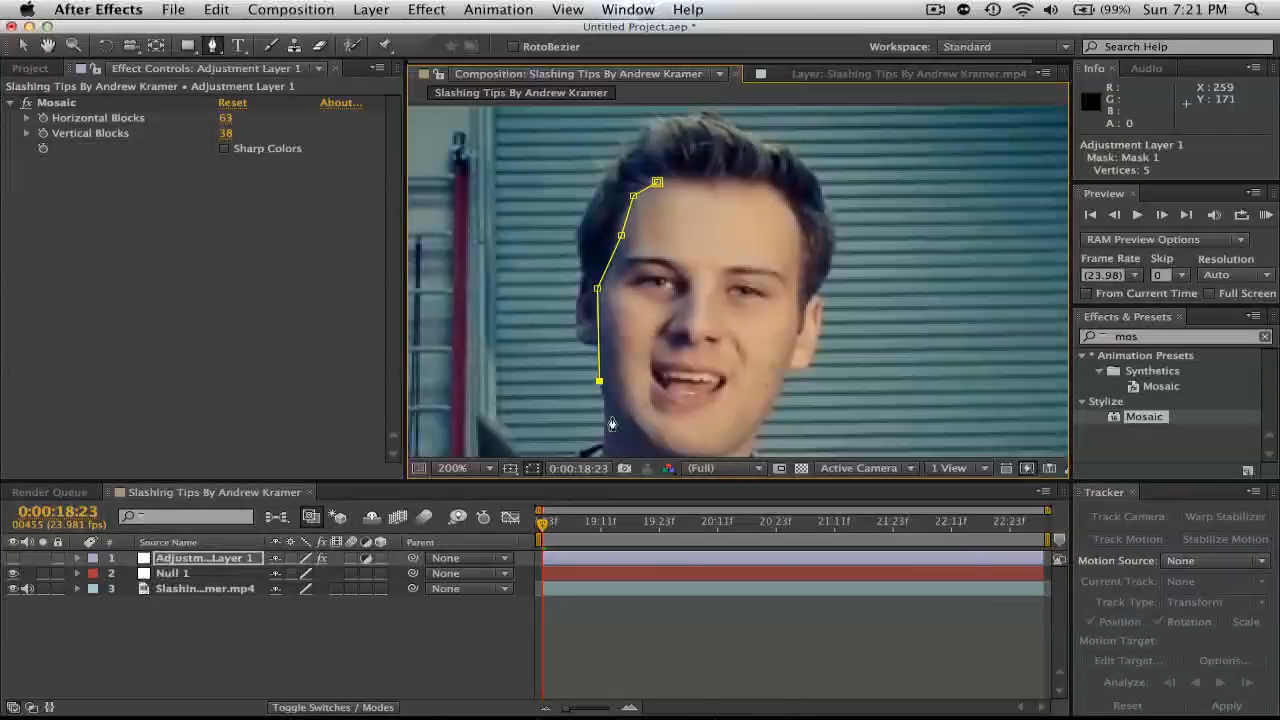 After Effects File Edit Composition Layer Effect Animation View Window Help (99%) Sun 7:21 PM
Untitled Project.aep *
RotoBezier Workspace: Standard Search Help
Project Effect Controls: Adjustment Layer 1
Slashing Tips By Andrew Kramer • Adjustment Layer 1
fx Mosaic Reset About...
Horizontal Blocks 63
Vertical Blocks 38
Sharp Colors
Composition: Slashing Tips By Andrew Kramer Layer: Slashing Tips By Andrew Kramer.mp4
Slashing Tips By Andrew Kramer
200% 0:00:18:23 (Full) Active Camera 1 View
Info Audio
R : X : 259
G : Y : 171
B :
A : 0
Adjustment Layer 1
Mask: Mask 1
Vertices: 5
Preview
RAM Preview Options
Frame Rate Skip Resolution
(23.98) 0 Auto
From Current Time Full Screen
Effects & Presets
mos
* Animation Presets
Synthetics
Mosaic
Stylize
Mosaic
Render Queue Slashing Tips By Andrew Kramer
0:00:18:23
00455 (23.981 fps)
3f 19:11f 19:23f 20:11f 20:23f 21:11f 21:23f 22:11f 22:23f
# Source Name fx Parent
1 Adjustm...Layer 1 fx None
2 Null 1 None
3 Slashin...mer.mp4 None
Toggle Switches / Modes
Tracker
Track Camera Warp Stabilizer
Track Motion Stabilize Motion
Motion Source: None
Current Track: None
Track Type: Transform
Position Rotation Scale
Motion Target:
Edit Target... Options...
Analyze:
Reset Apply